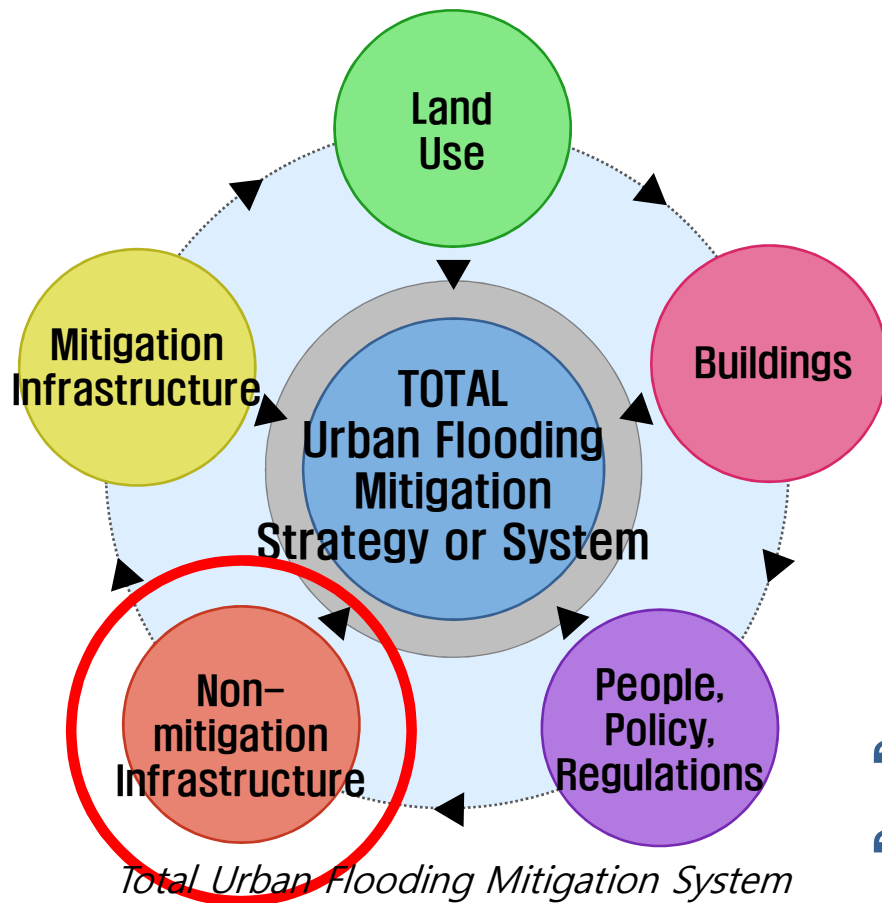 Land
Use
Mitigation
Infrastructure
Buildings
TOTAL
Urban Flooding
Mitigation
Strategy or System
Non-
mitigation
Infrastructure
People,
Policy,
Regulations
Total Urban Flooding Mitigation System